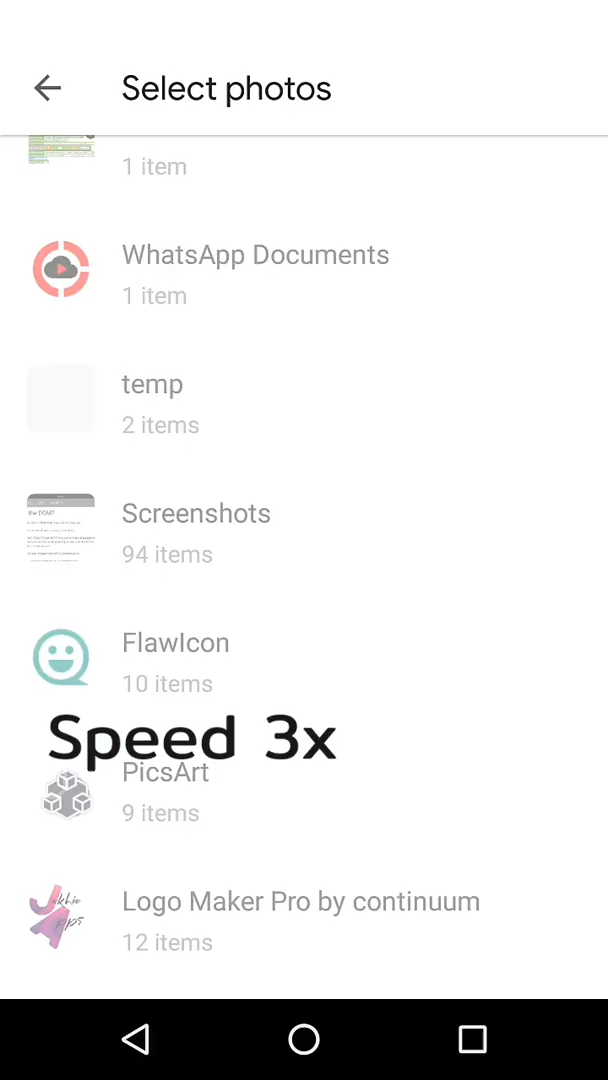 Select photos
1 item
WhatsApp Documents
1 item
temp
2 items
Screenshots
94 items
FlawIcon
10 items
Speed 3x
PicsArt
9 items
Logo Maker Pro by continuum
12 items